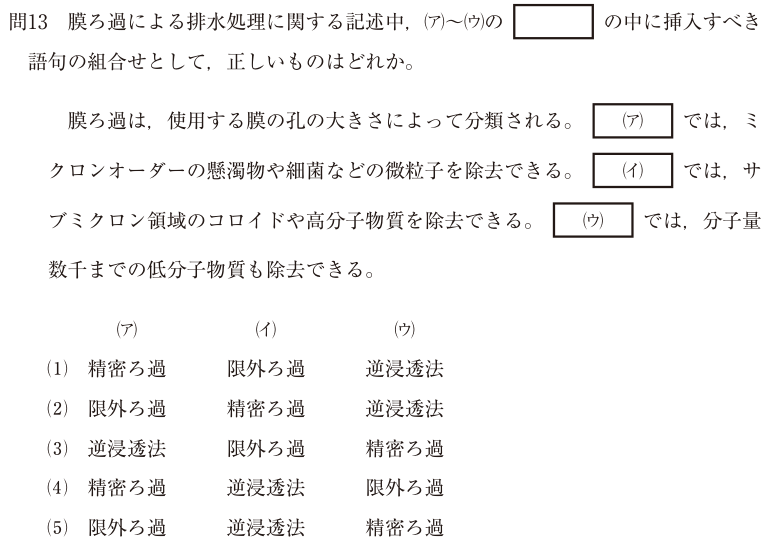 問13　膜ろ過による排水処理に関する記述中，㋐～㋒の　　　の中に挿入すべき
語句の組合せとして，正しいものはどれか。
膜ろ過は，使用する膜の孔の大きさによって分類される。 (ア) では，ミ
クロンオーダーの懸濁物や細菌などの微粒子を除去できる。 (イ) では，サ
ブミクロン領域のコロイドや高分子物質を除去できる。 (ウ) では，分子量
数千までの低分子物質も除去できる。
(ア)　(イ)　(ウ)
(1)　精密ろ過　限外ろ過　逆浸透法
(2)　限外ろ過　精密ろ過　逆浸透法
(3)　逆浸透法　限外ろ過　精密ろ過
(4)　精密ろ過　逆浸透法　限外ろ過
(5)　限外ろ過　逆浸透法　精密ろ過